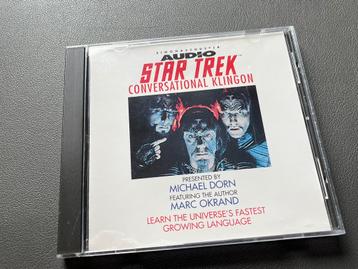 SIMON&SCHUSTER
AUDIO
STAR TREK
CONVERSATIONAL KLINGON
PRESENTED BY
MICHAEL DORN
FEATURING THE AUTHOR
MARC OKRAND
LEARN THE UNIVERSE'S FASTEST
GROWING LANGUAGE